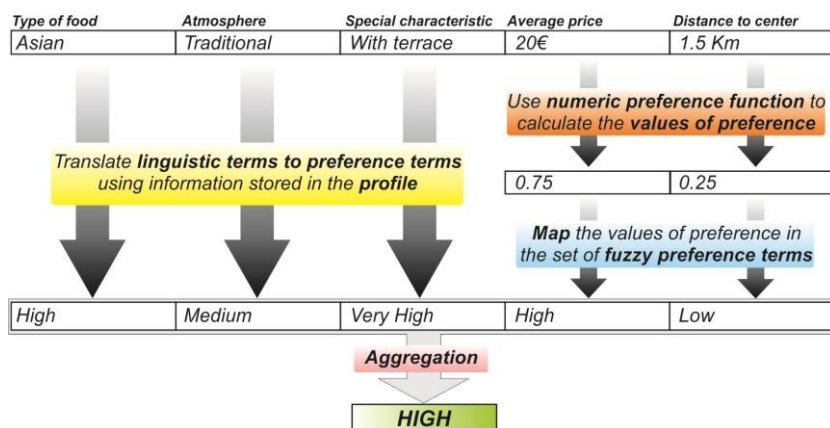 Type of food Atmosphere Special characteristic Average price Distance to center
Asian Traditional With terrace 20€ 1.5 Km
Use numeric preference function to
calculate the values of preference
Translate linguistic terms to preference terms
using information stored in the profile
0.75 0.25
Map the values of preference in
the set of fuzzy preference terms
High Medium Very High High Low
Aggregation
HIGH